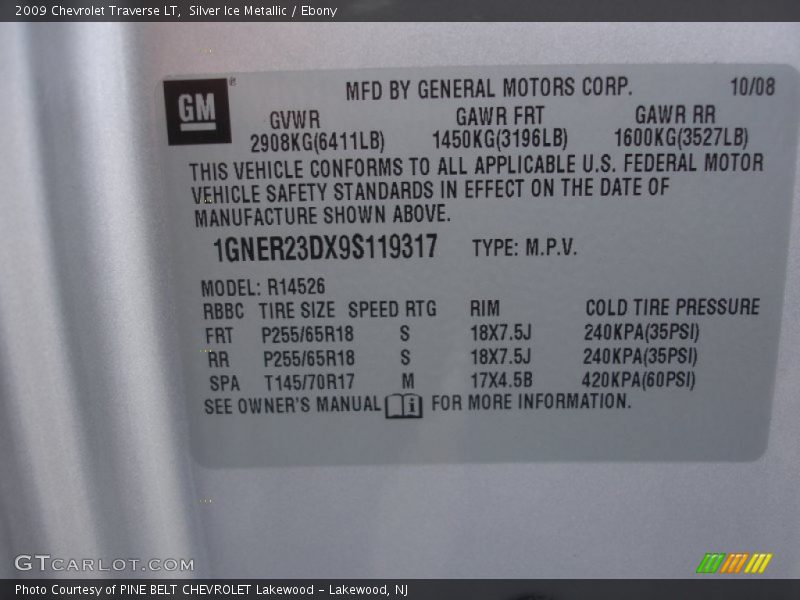 2009 Chevrolet Traverse LT,  Silver Ice Metallic / Ebony
GM ®
MFD BY GENERAL MOTORS CORP. 10/08
GVWR GAWR FRT GAWR RR
2908KG(6411LB) 1450KG(3196LB) 1600KG(3527LB)
THIS VEHICLE CONFORMS TO ALL APPLICABLE U.S. FEDERAL MOTOR
VEHICLE SAFETY STANDARDS IN EFFECT ON THE DATE OF
MANUFACTURE SHOWN ABOVE.
1GNER23DX9S119317 TYPE: M.P.V.
MODEL: R14526
RBBC TIRE SIZE SPEED RTG RIM COLD TIRE PRESSURE
FRT P255/65R18 S 18X7.5J 240KPA(35PSI)
RR P255/65R18 S 18X7.5J 240KPA(35PSI)
SPA T145/70R17 M 17X4.5B 420KPA(60PSI)
SEE OWNER'S MANUAL i FOR MORE INFORMATION.
GTCARLOT.COM
Photo Courtesy of PINE BELT CHEVROLET Lakewood - Lakewood, NJ